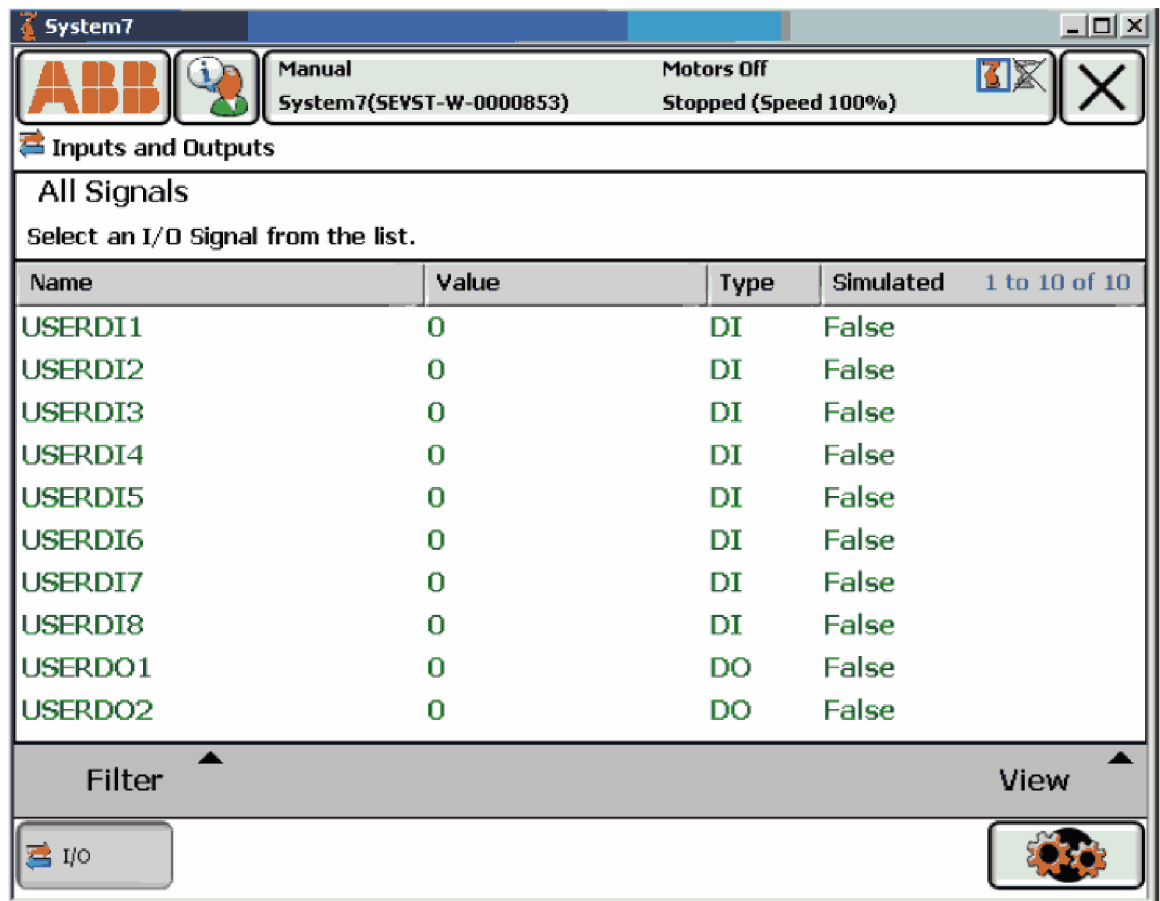 System7
ABB
Manual Motors Off
System7(SEVST-W-0000853) Stopped (Speed 100%)
Inputs and Outputs
All Signals
Select an I/O Signal from the list.
Name Value Type Simulated 1 to 10 of 10
USERDI1 0 DI False
USERDI2 0 DI False
USERDI3 0 DI False
USERDI4 0 DI False
USERDI5 0 DI False
USERDI6 0 DI False
USERDI7 0 DI False
USERDI8 0 DI False
USERDO1 0 DO False
USERDO2 0 DO False
Filter View
I/O